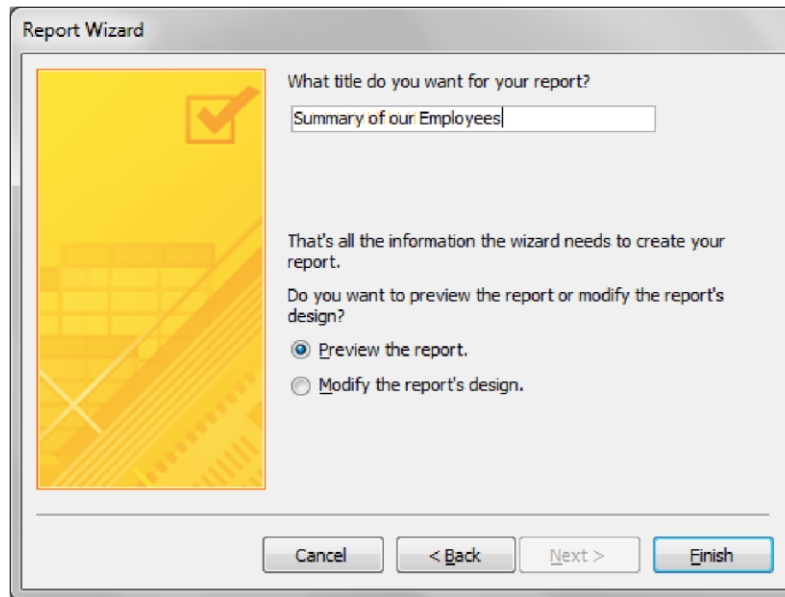 Report Wizard
What title do you want for your report?
Summary of our Employees
That's all the information the wizard needs to create your
report.
Do you want to preview the report or modify the report's
design?
Preview the report.
Modify the report's design.
Cancel
< Back
Next >
Finish